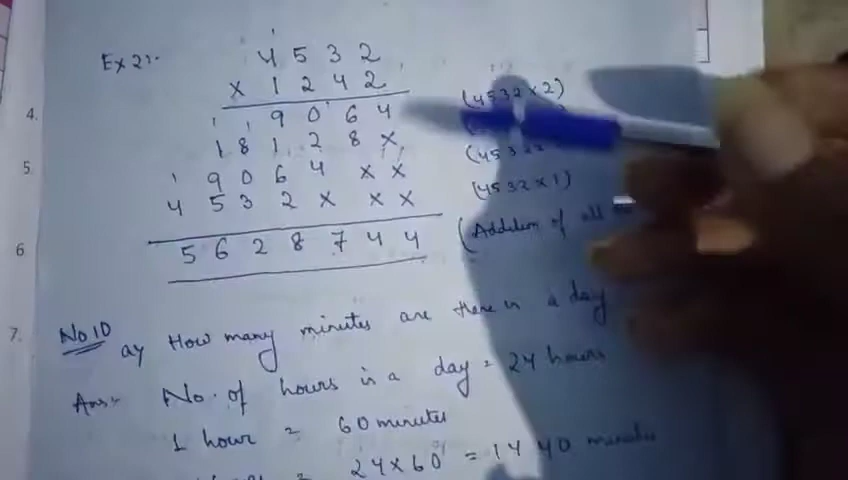 Ex 2:-
4 5 3 2
x 1 2 4 2
9 0 6 4 (4532 x 2)
1 8 1 2 8 x
9 0 6 4 x x
4 5 3 2 x x x (4532 x 1)
5 6 2 8 7 4 4 (Addition of all
4.
5.
6
7.
No 10
a) How many minutes are there in a day
Ans:- No. of hours in a day = 24 hours
1 hour = 60 minutes
= 24 x 60 = 1440 minutes